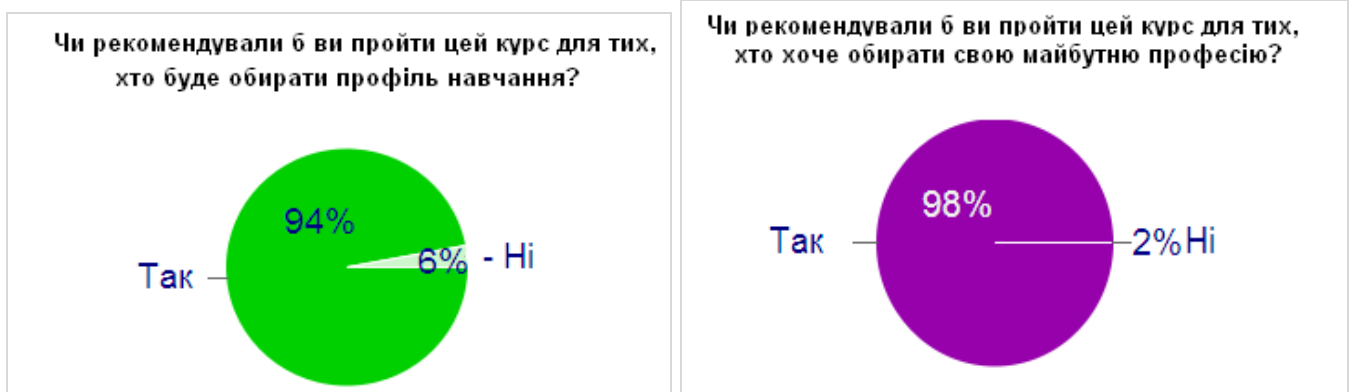 Чи рекомендували б ви пройти цей курс для тих,
хто буде обирати профіль навчання?
94%
6%
- Ні
Так
Чи рекомендували б ви пройти цей курс для тих,
хто хоче обирати свою майбутню професію?
98%
Так
2% Ні